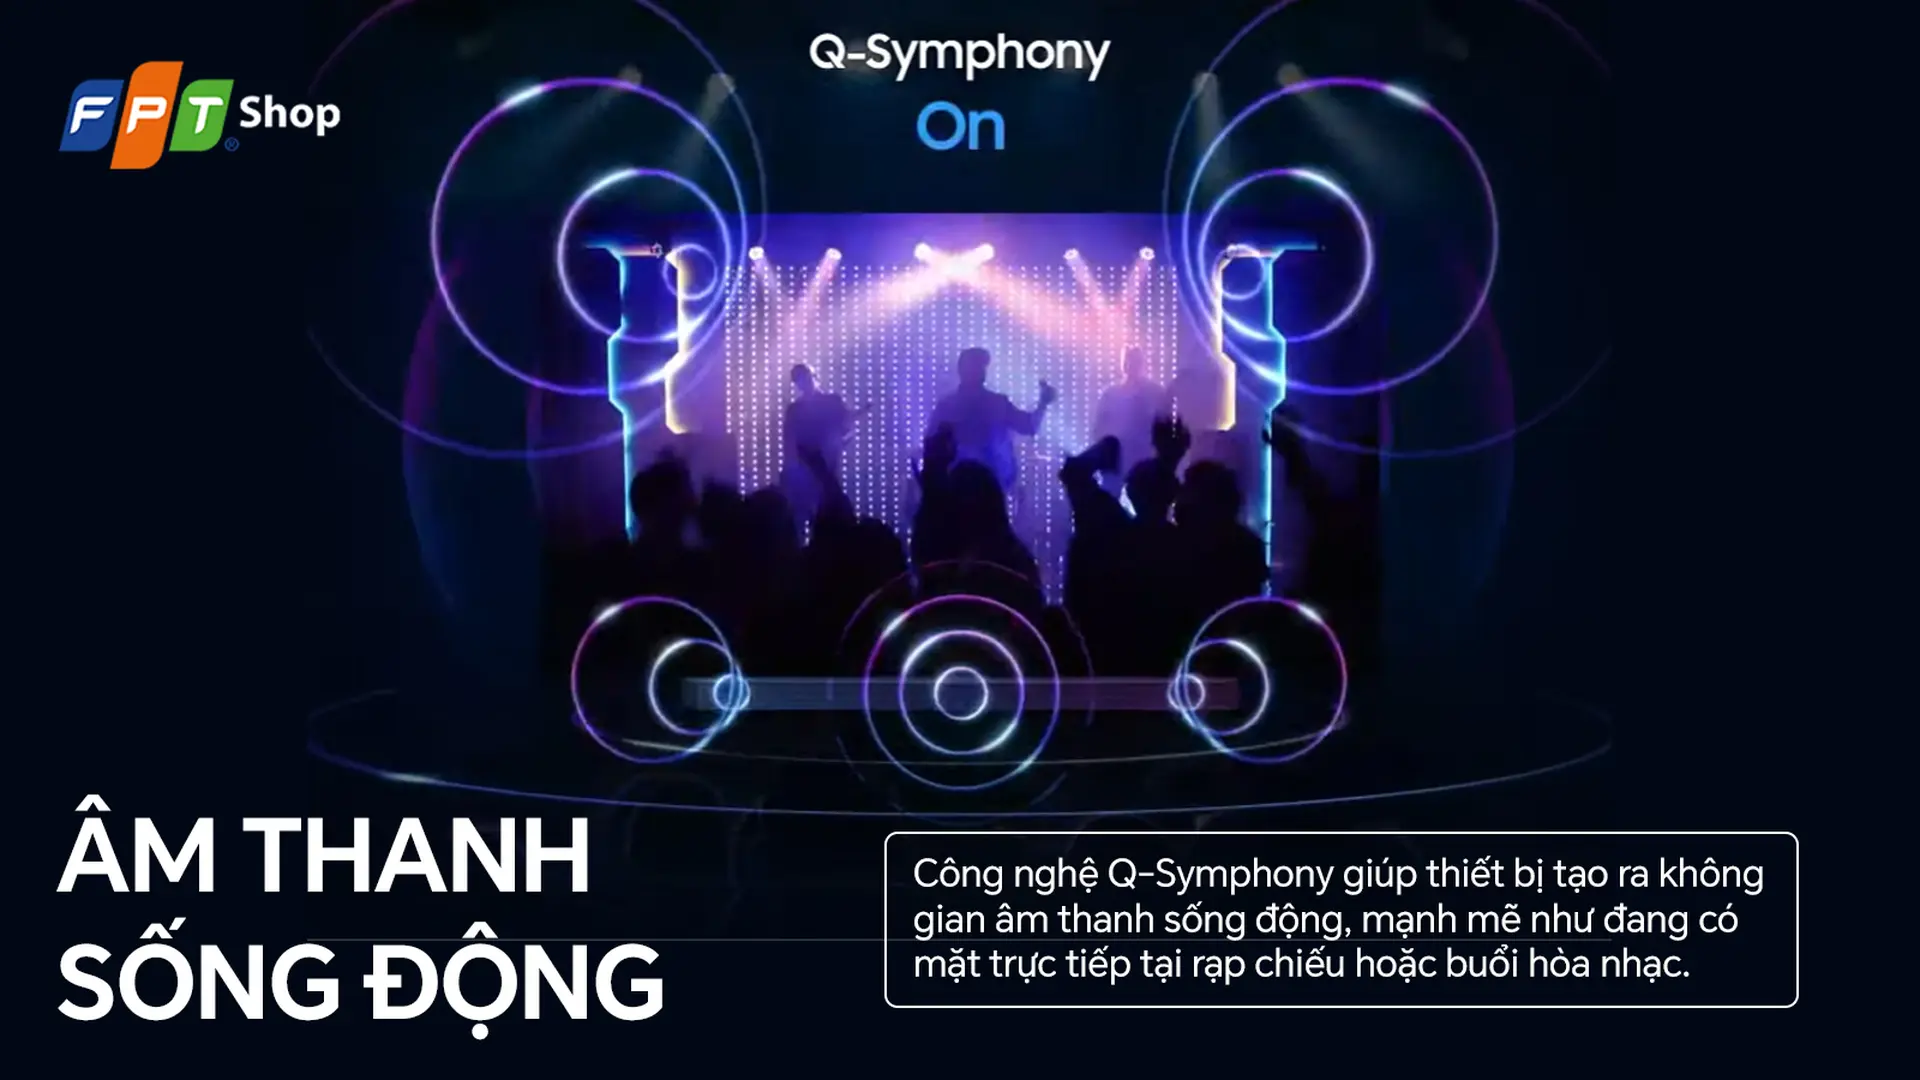 FPT® Shop
Q-Symphony
On
ÂM THANH
SỐNG ĐỘNG
Công nghệ Q-Symphony giúp thiết bị tạo ra không
gian âm thanh sống động, mạnh mẽ như đang có
mặt trực tiếp tại rạp chiếu hoặc buổi hòa nhạc.